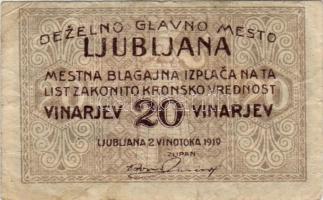 DEŽELNO GLAVNO MESTO
LJUBLJANA
MESTNA BLAGAJNA IZPLAČA NA TA
LIST ZAKONITO KRONSKO VREDNOST
VINARJEV 20 VINARJEV
LJUBLJANA 2 VINOTOKA 1919
ŽUPAN